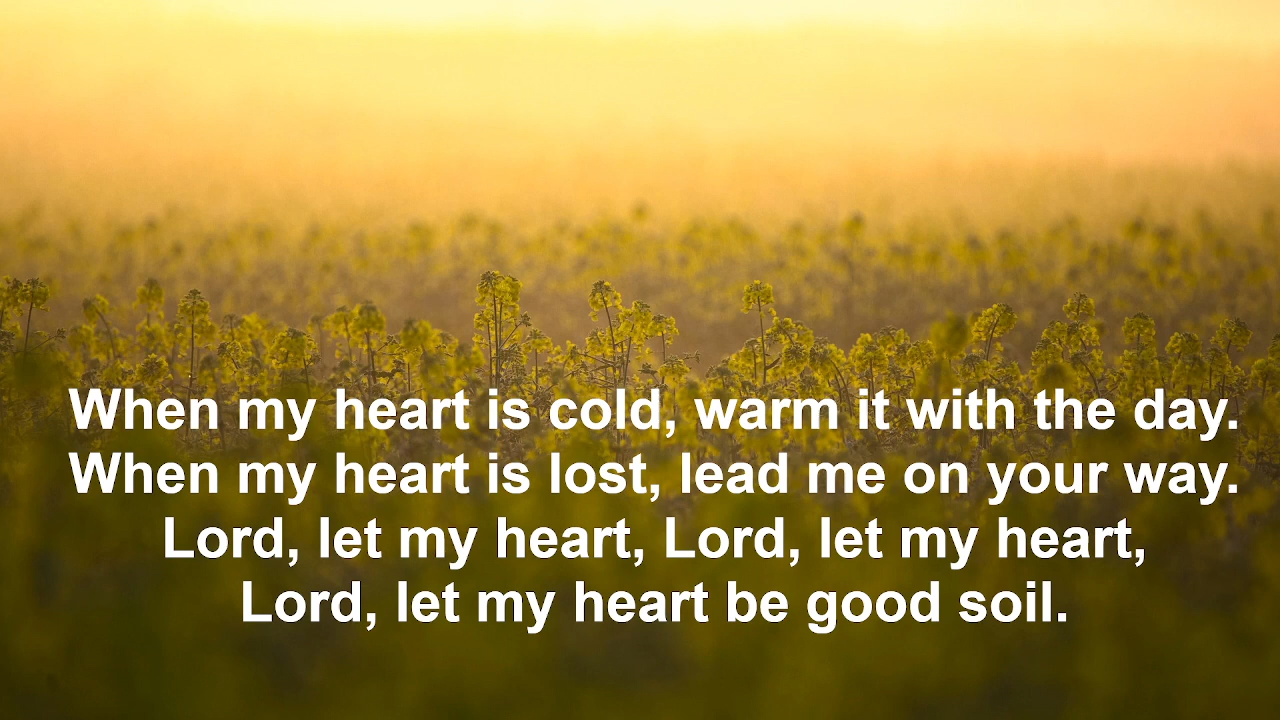 When my heart is cold, warm it with the day.
When my heart is lost, lead me on your way.
Lord, let my heart, Lord, let my heart,
Lord, let my heart be good soil.